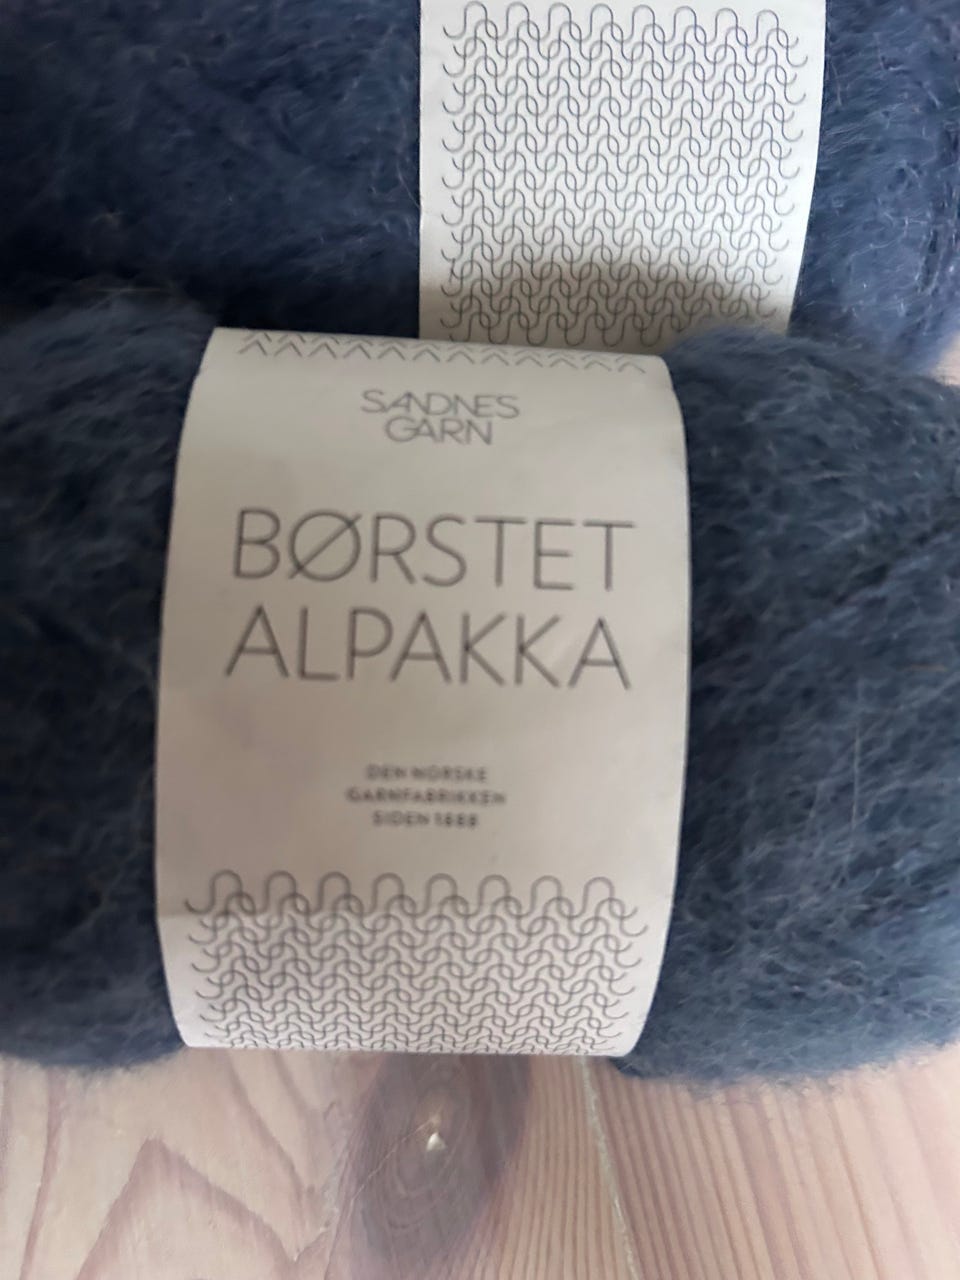 SANDNES
GARN
BØRSTET
ALPAKKA
DEN NORSKE
GARNFABRIKKEN
SIDEN 1888